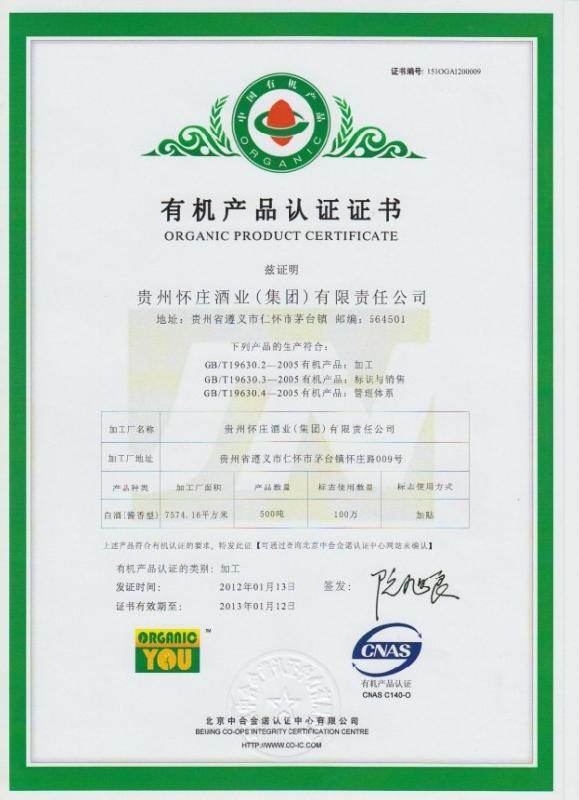 证书编号: 151OGA1200009
中国有机产品
ORGANIC
有机产品认证证书
ORGANIC PRODUCT CERTIFICATE
兹证明
贵州怀庄酒业(集团)有限责任公司
地址: 贵州省遵义市仁怀市茅台镇 邮编: 564501
下列产品的生产符合:
GB/T19630.2—2005有机产品: 加工
GB/T19630.3—2005有机产品: 标识与销售
GB/T19630.4—2005有机产品: 管理体系
加工厂名称 贵州怀庄酒业(集团)有限责任公司
加工厂地址 贵州省遵义市仁怀市茅台镇怀庄路009号
产品种类 加工厂面积 产品数量 标志使用数量 标志使用方式
白酒(酱香型) 7574.16平方米 500吨 100万 加贴
上述产品符合有机认证的要求, 特发此证【可通过查询北京中合金诺认证中心网站来确认】
有机产品认证的类别: 加工
发证时间: 2012年01月13日 签发:
证书有效期至: 2013年01月12日
ORGANIC TM
YOU
CNAS
有机产品认证
CNAS C140-O
北京中合金诺认证中心有限公司
BEIJING CO-OPS INTEGRITY CERTIFICATION CENTRE
HTTP://WWW.CO-IC.COM